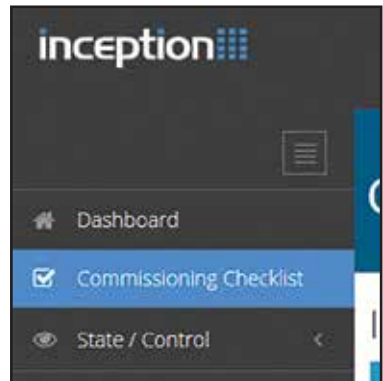 inception
Dashboard
Commissioning Checklist
State / Control